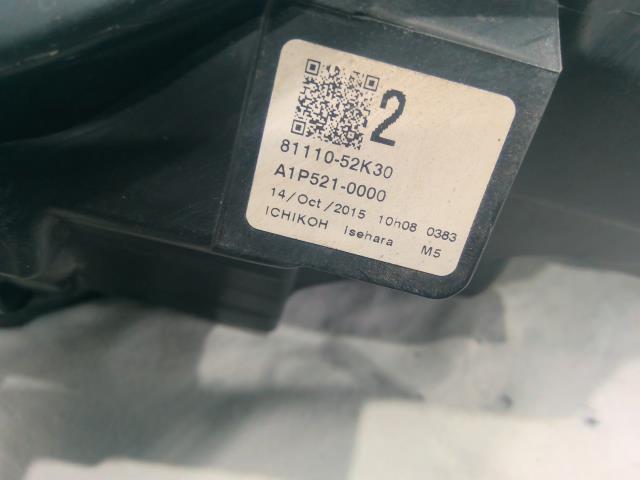 2
81110-52K30
A1P521-0000
14/Oct/2015 10h08 0383
ICHIKOH Isehara M5